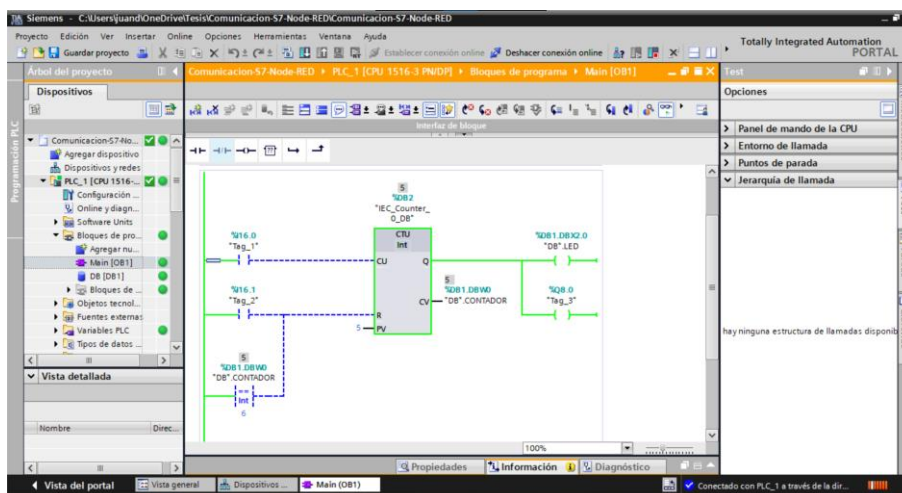 Siemens - C:\Users\juand\OneDrive\Tesis\Comunicacion-S7-Node-RED\Comunicacion-S7-Node-RED
Proyecto Edición Ver Insertar Online Opciones Herramientas Ventana Ayuda
Totally Integrated Automation
PORTAL
Guardar proyecto
Establecer conexión online
Deshacer conexión online
Árbol del proyecto
Comunicacion-S7-Node-RED
PLC_1 [CPU 1516-3 PN/DP]
Bloques de programa
Main [OB1]
Test
Dispositivos
Opciones
Programación PLC
Interfaz de bloque
Comunicacion-S7-No...
Agregar dispositivo
Dispositivos y redes
PLC_1 [CPU 1516-...
Configuración ...
Online y diagn...
Software Units
Bloques de pro...
Agregar nu...
Main [OB1]
DB [DB1]
Bloques de ...
Objetos tecnol...
Fuentes externas
Variables PLC
Tipos de datos ...
Vista detallada
Nombre
Direc...
5
%DB2
"IEC_Counter_
0_DB"
CTU
Int
%I16.0
"Tag_1"
CU
Q
%DB1.DBX2.0
"DB".LED
%I16.1
"Tag_2"
R
5
PV
5
%DB1.DBW0
CV
"DB".CONTADOR
%Q8.0
"Tag_3"
5
%DB1.DBW0
"DB".CONTADOR
==
Int
6
100%
Panel de mando de la CPU
Entorno de llamada
Puntos de parada
Jerarquía de llamada
hay ninguna estructura de llamadas disponib
Propiedades
Información
Diagnóstico
Vista del portal
Vista general
Dispositivos ...
Main (OB1)
Conectado con PLC_1 a través de la dir...